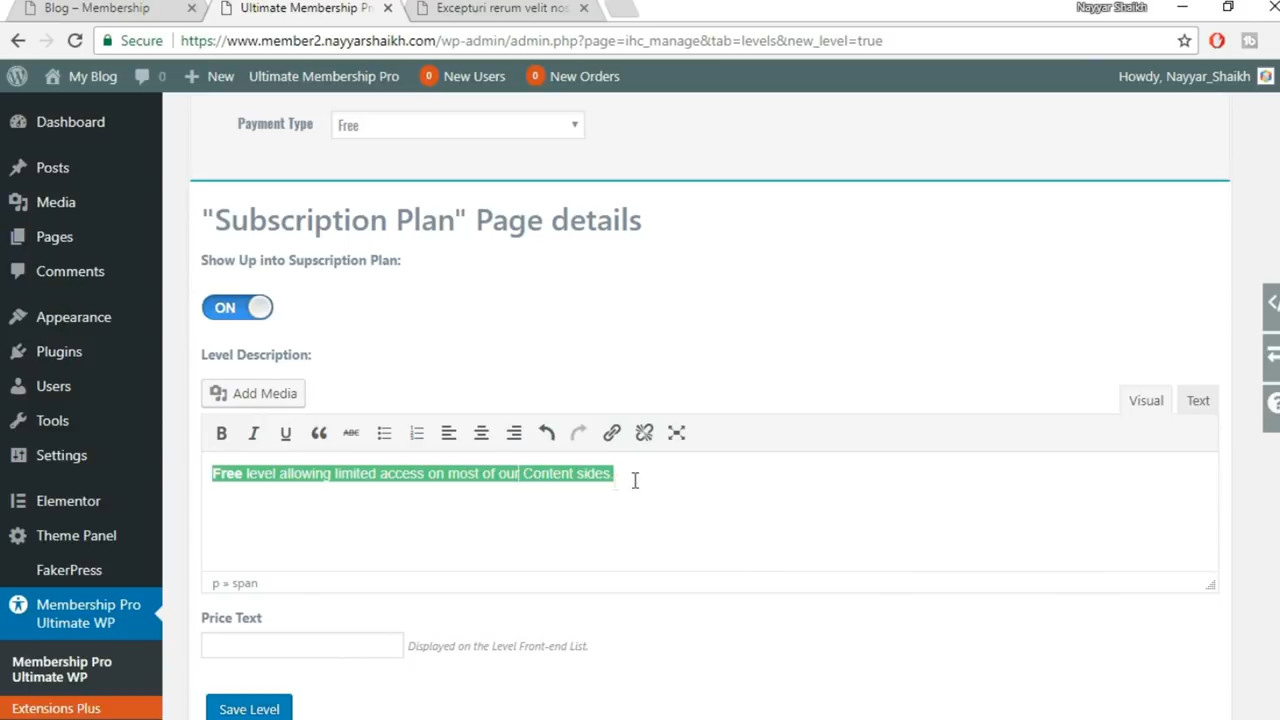 Blog – Membership
Ultimate Membership Pr
Excepturi rerum velit nos
Nayyar Shaikh
Secure
https://www.member2.nayyarshaikh.com/wp-admin/admin.php?page=ihc_manage&tab=levels&new_level=true
My Blog
0
New
Ultimate Membership Pro
0
New Users
0
New Orders
Howdy, Nayyar_Shaikh
Dashboard
Posts
Media
Pages
Comments
Appearance
Plugins
Users
Tools
Settings
Elementor
Theme Panel
FakerPress
Membership Pro
Ultimate WP
Membership Pro
Ultimate WP
Extensions Plus
Payment Type
Free
"Subscription Plan" Page details
Show Up into Supscription Plan:
ON
Level Description:
Add Media
Visual
Text
B I U ABC
Free level allowing limited access on most of our Content sides.
p » span
Price Text
Displayed on the Level Front-end List.
Save Level